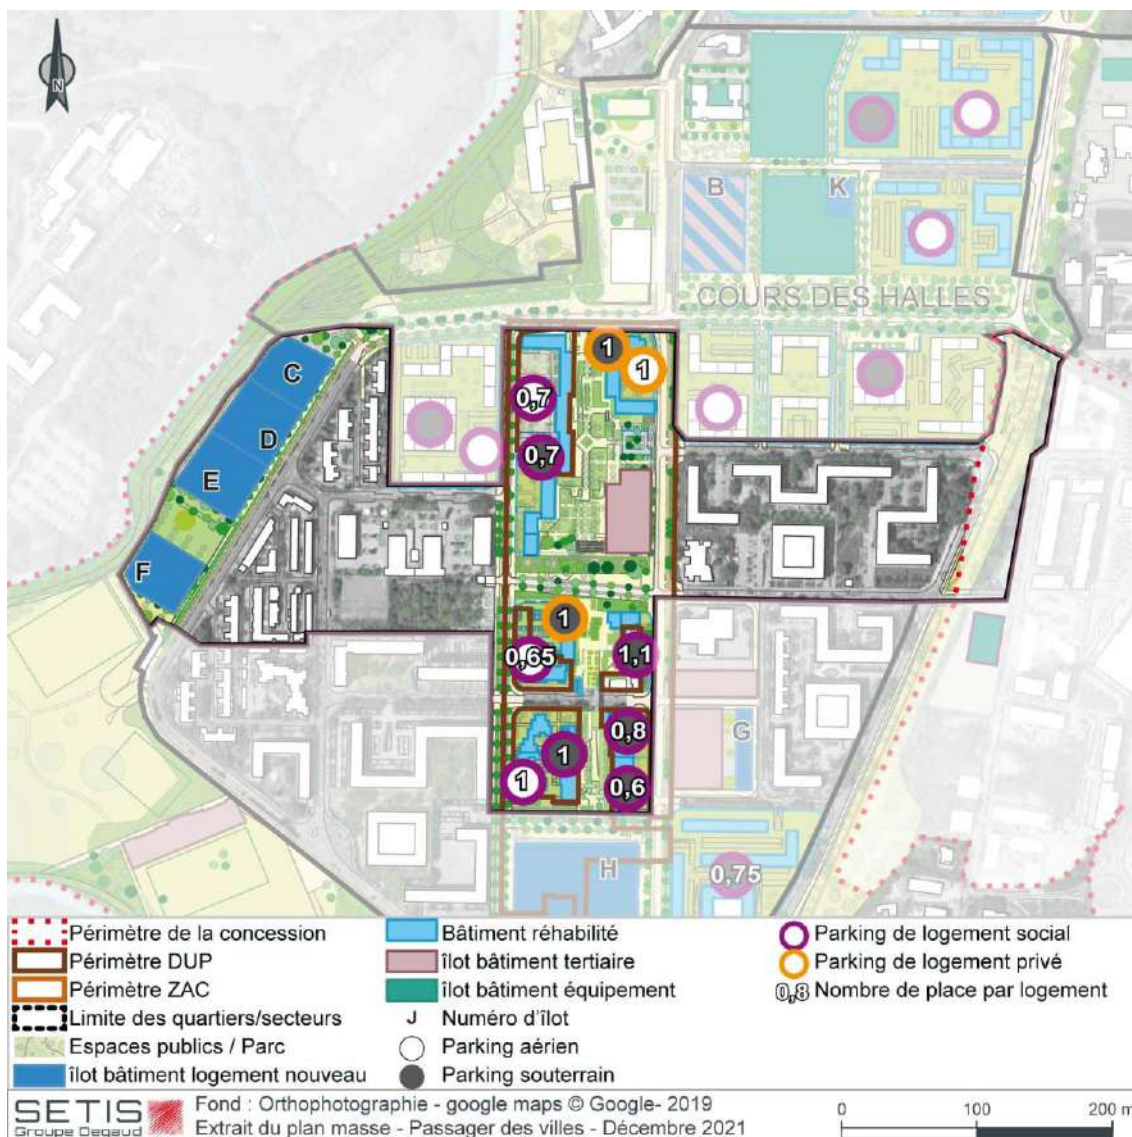 N
B
K
COURS DES HALLES
C
1
1
0,7
D
0,7
E
F
1
0,65
1,1
0,8
G
1
1
0,6
H
0,75
Périmètre de la concession
Périmètre DUP
Périmètre ZAC
Limite des quartiers/secteurs
Espaces publics / Parc
îlot bâtiment logement nouveau
Bâtiment réhabilité
îlot bâtiment tertiaire
îlot bâtiment équipement
J Numéro d'îlot
Parking aérien
Parking souterrain
Parking de logement social
Parking de logement privé
0,8 Nombre de place par logement
SETIS
Groupe Degaud
Fond : Orthophotographie - google maps © Google- 2019
Extrait du plan masse - Passager des villes - Décembre 2021
0 100 200 m